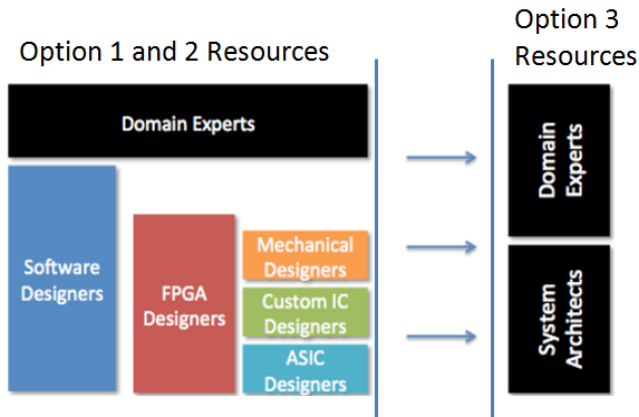 Option 1 and 2 Resources
Option 3
Resources
Domain Experts
Software
Designers
FPGA
Designers
Mechanical
Designers
Custom IC
Designers
ASIC
Designers
Domain
Experts
System
Architects